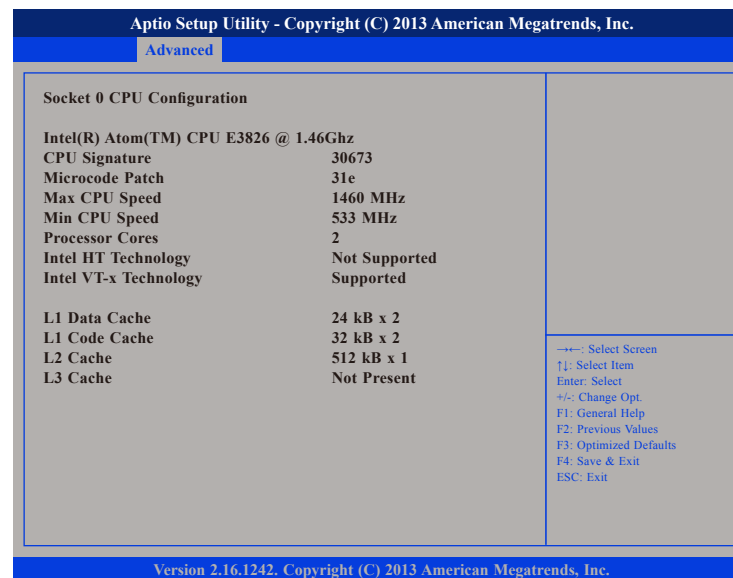 Aptio Setup Utility - Copyright (C) 2013 American Megatrends, Inc.
Advanced
Socket 0 CPU Configuration
Intel(R) Atom(TM) CPU E3826 @ 1.46Ghz
CPU Signature 30673
Microcode Patch 31e
Max CPU Speed 1460 MHz
Min CPU Speed 533 MHz
Processor Cores 2
Intel HT Technology Not Supported
Intel VT-x Technology Supported
L1 Data Cache 24 kB x 2
L1 Code Cache 32 kB x 2
L2 Cache 512 kB x 1
L3 Cache Not Present
→←: Select Screen
↑↓: Select Item
Enter: Select
+/-: Change Opt.
F1: General Help
F2: Previous Values
F3: Optimized Defaults
F4: Save & Exit
ESC: Exit
Version 2.16.1242. Copyright (C) 2013 American Megatrends, Inc.